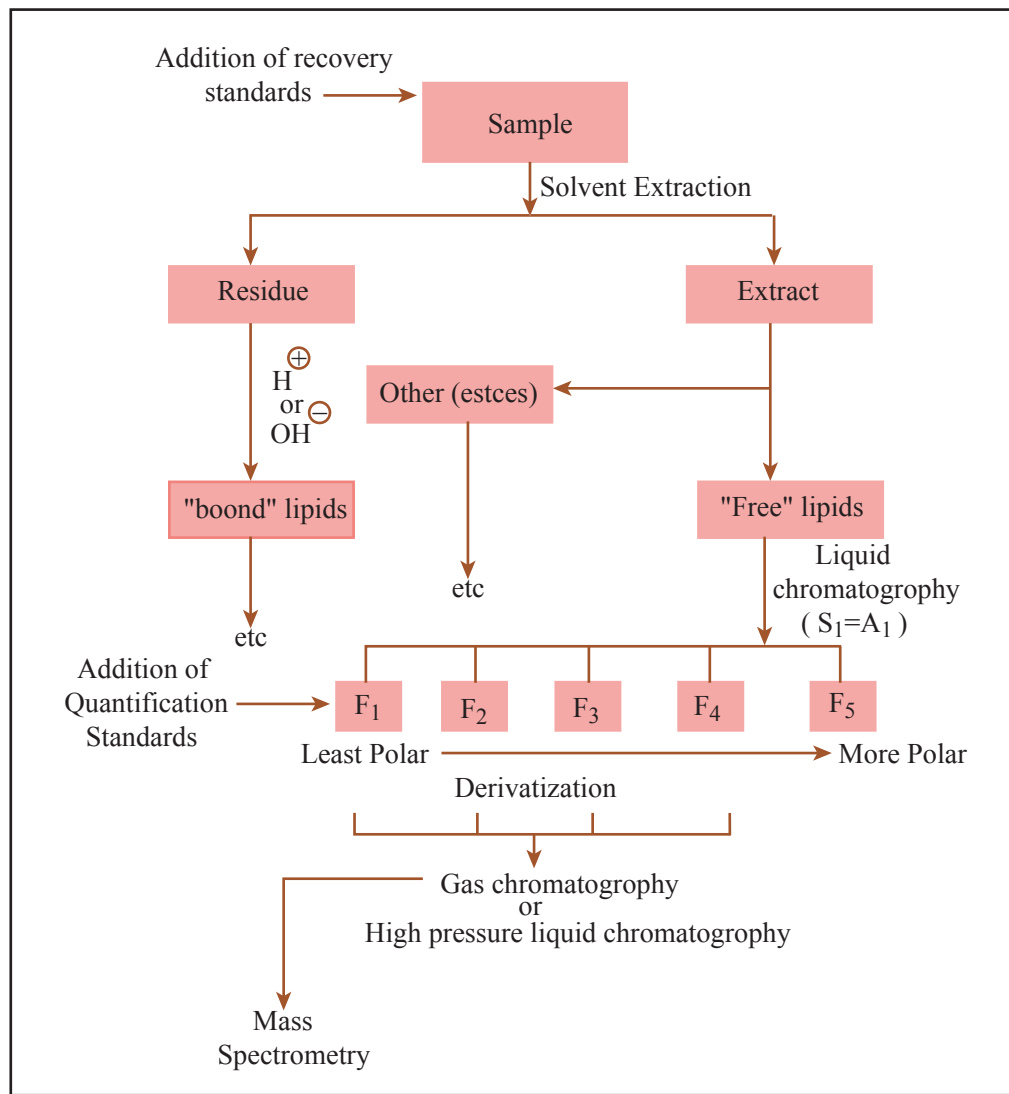 Addition of recovery
standards
Sample
Solvent Extraction
Residue
Extract
H⊕
or
OH⊖
Other (estces)
"boond" lipids
"Free" lipids
Liquid
chromatogrophy
( S₁=A₁ )
etc
etc
Addition of
Quantification
Standards
F₁
F₂
F₃
F₄
F₅
Least Polar
More Polar
Derivatization
Gas chromatogrophy
or
High pressure liquid chromatogrophy
Mass
Spectrometry